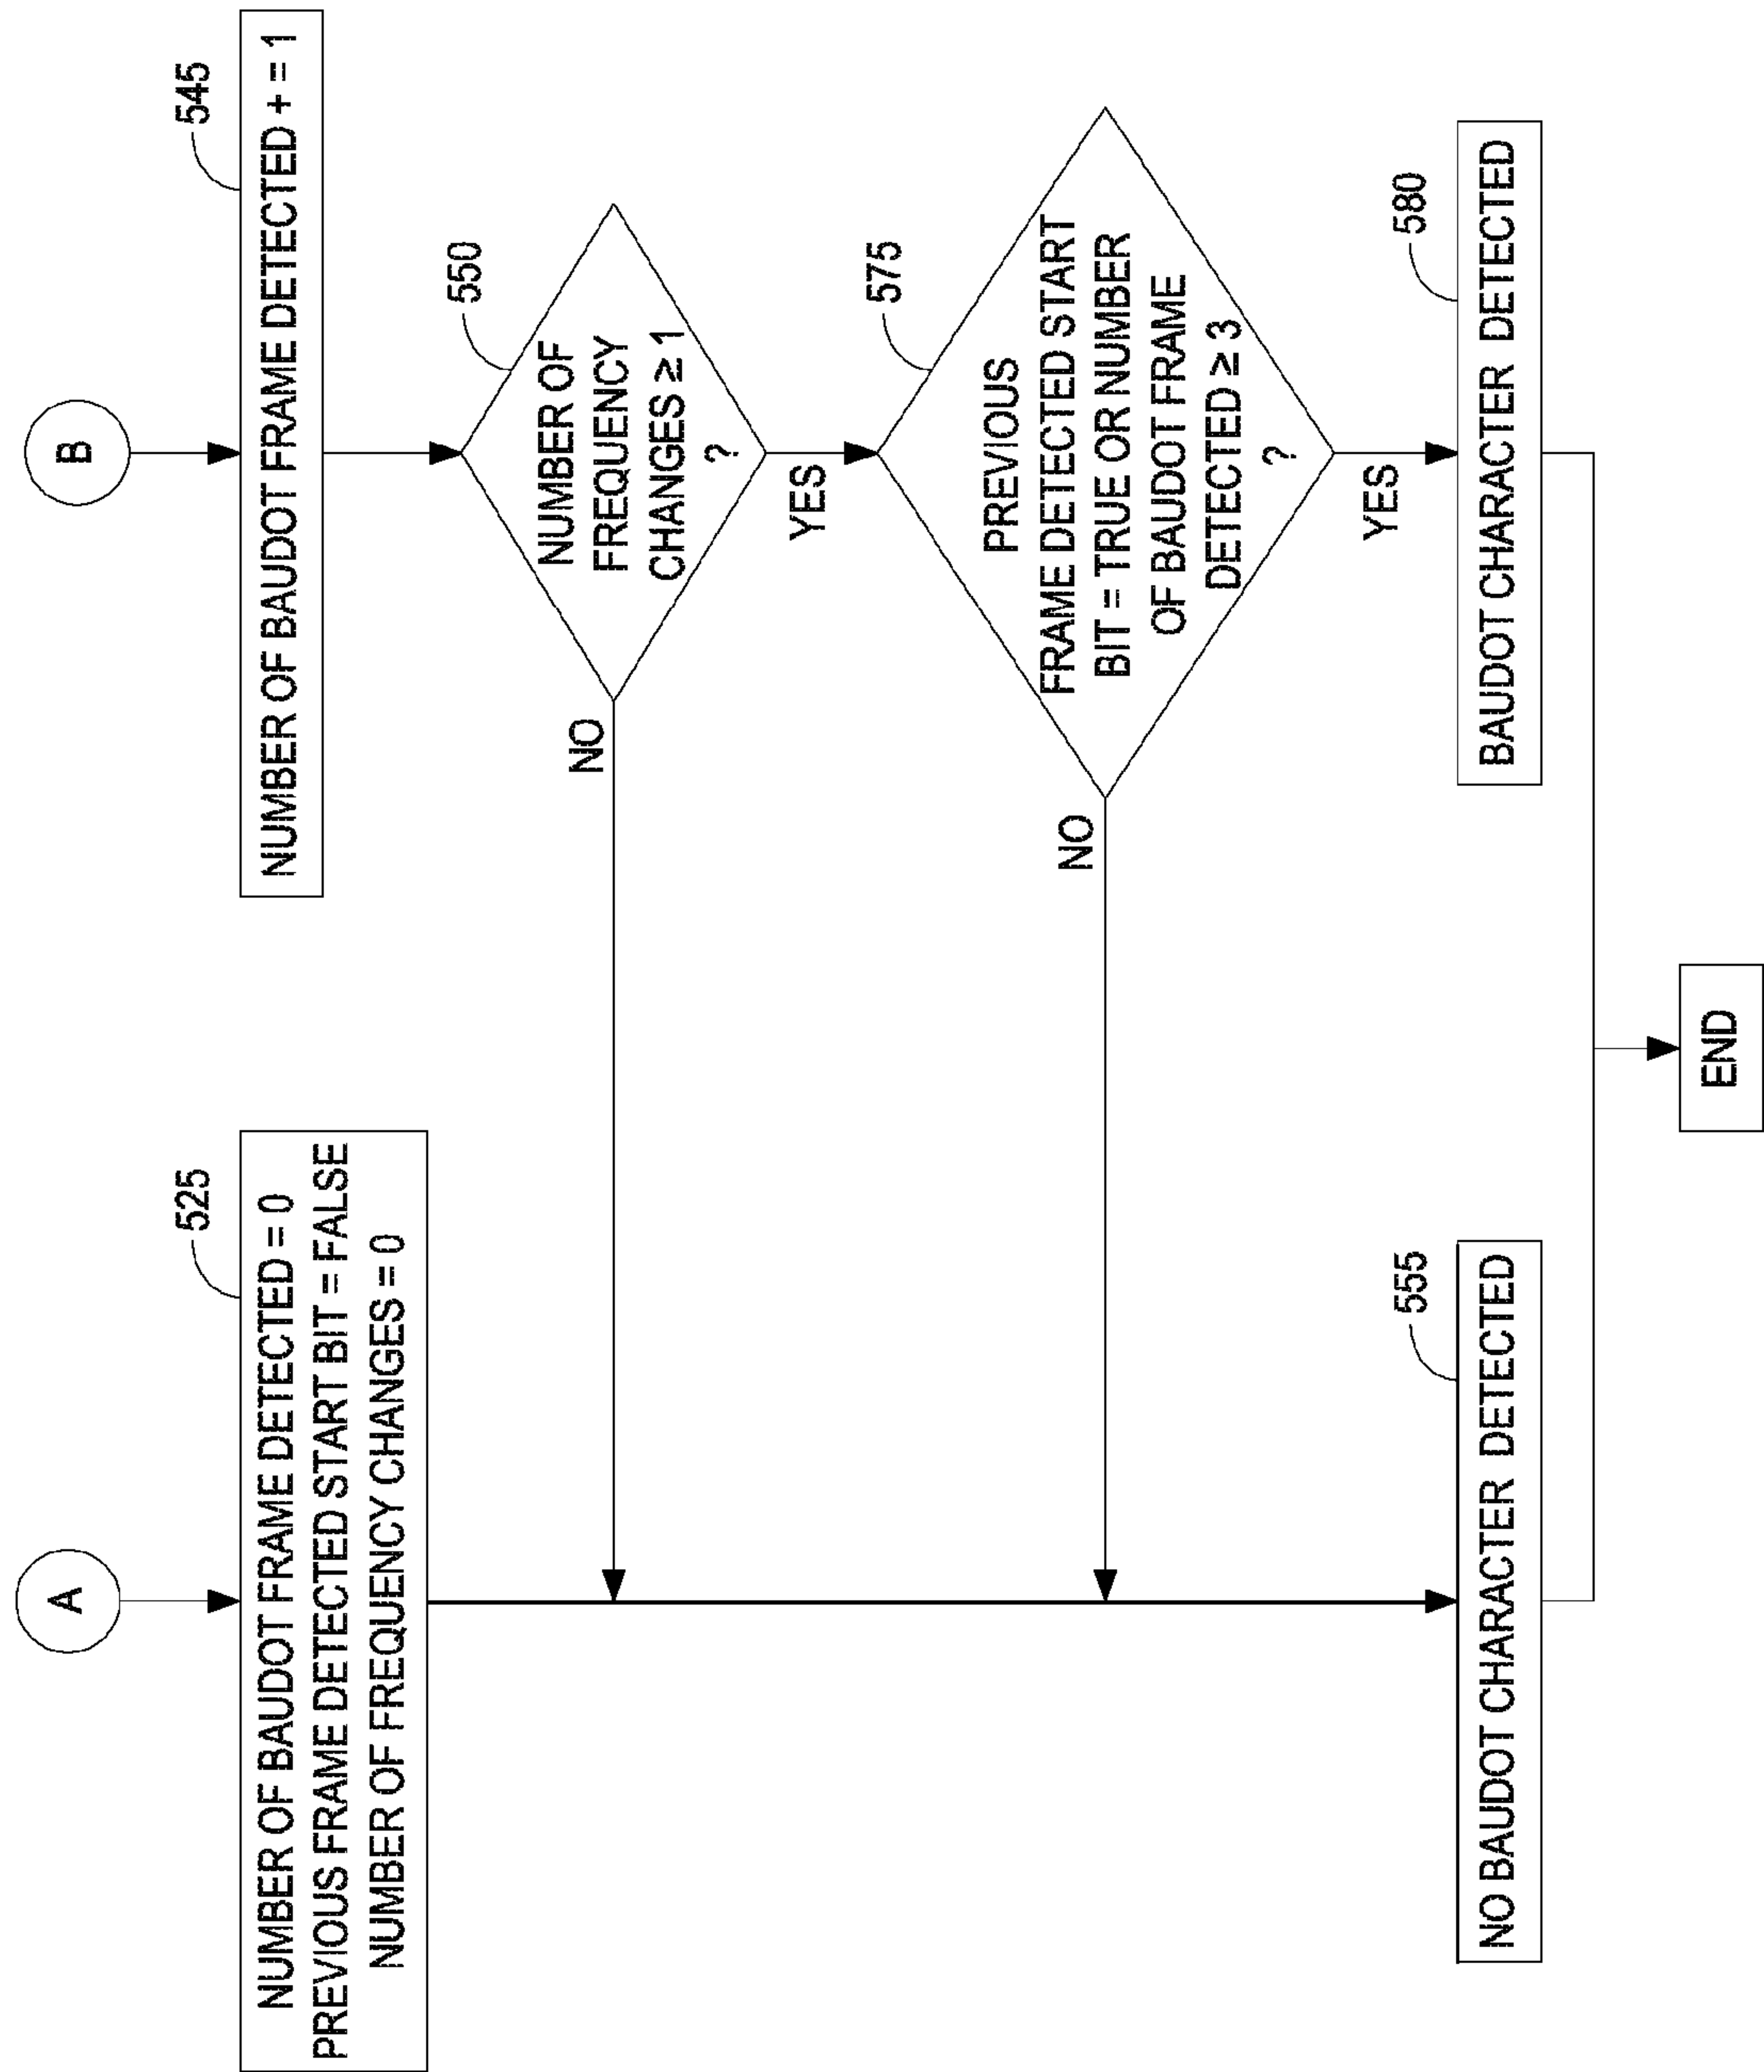 A
525
NUMBER OF BAUDOT FRAME DETECTED = 0
PREVIOUS FRAME DETECTED START BIT = FALSE
NUMBER OF FREQUENCY CHANGES = 0
B
545
NUMBER OF BAUDOT FRAME DETECTED + = 1
550
NUMBER OF
FREQUENCY
CHANGES ≥ 1
?
NO
YES
575
PREVIOUS
FRAME DETECTED START
BIT = TRUE OR NUMBER
OF BAUDOT FRAME
DETECTED ≥ 3
?
NO
YES
555
NO BAUDOT CHARACTER DETECTED
580
BAUDOT CHARACTER DETECTED
END